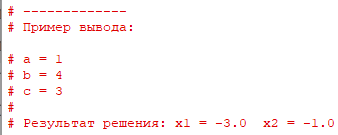 # -------------
# Пример вывода:

# a = 1
# b = 4
# c = 3
#
# Результат решения: x1 = -3.0  x2 = -1.0